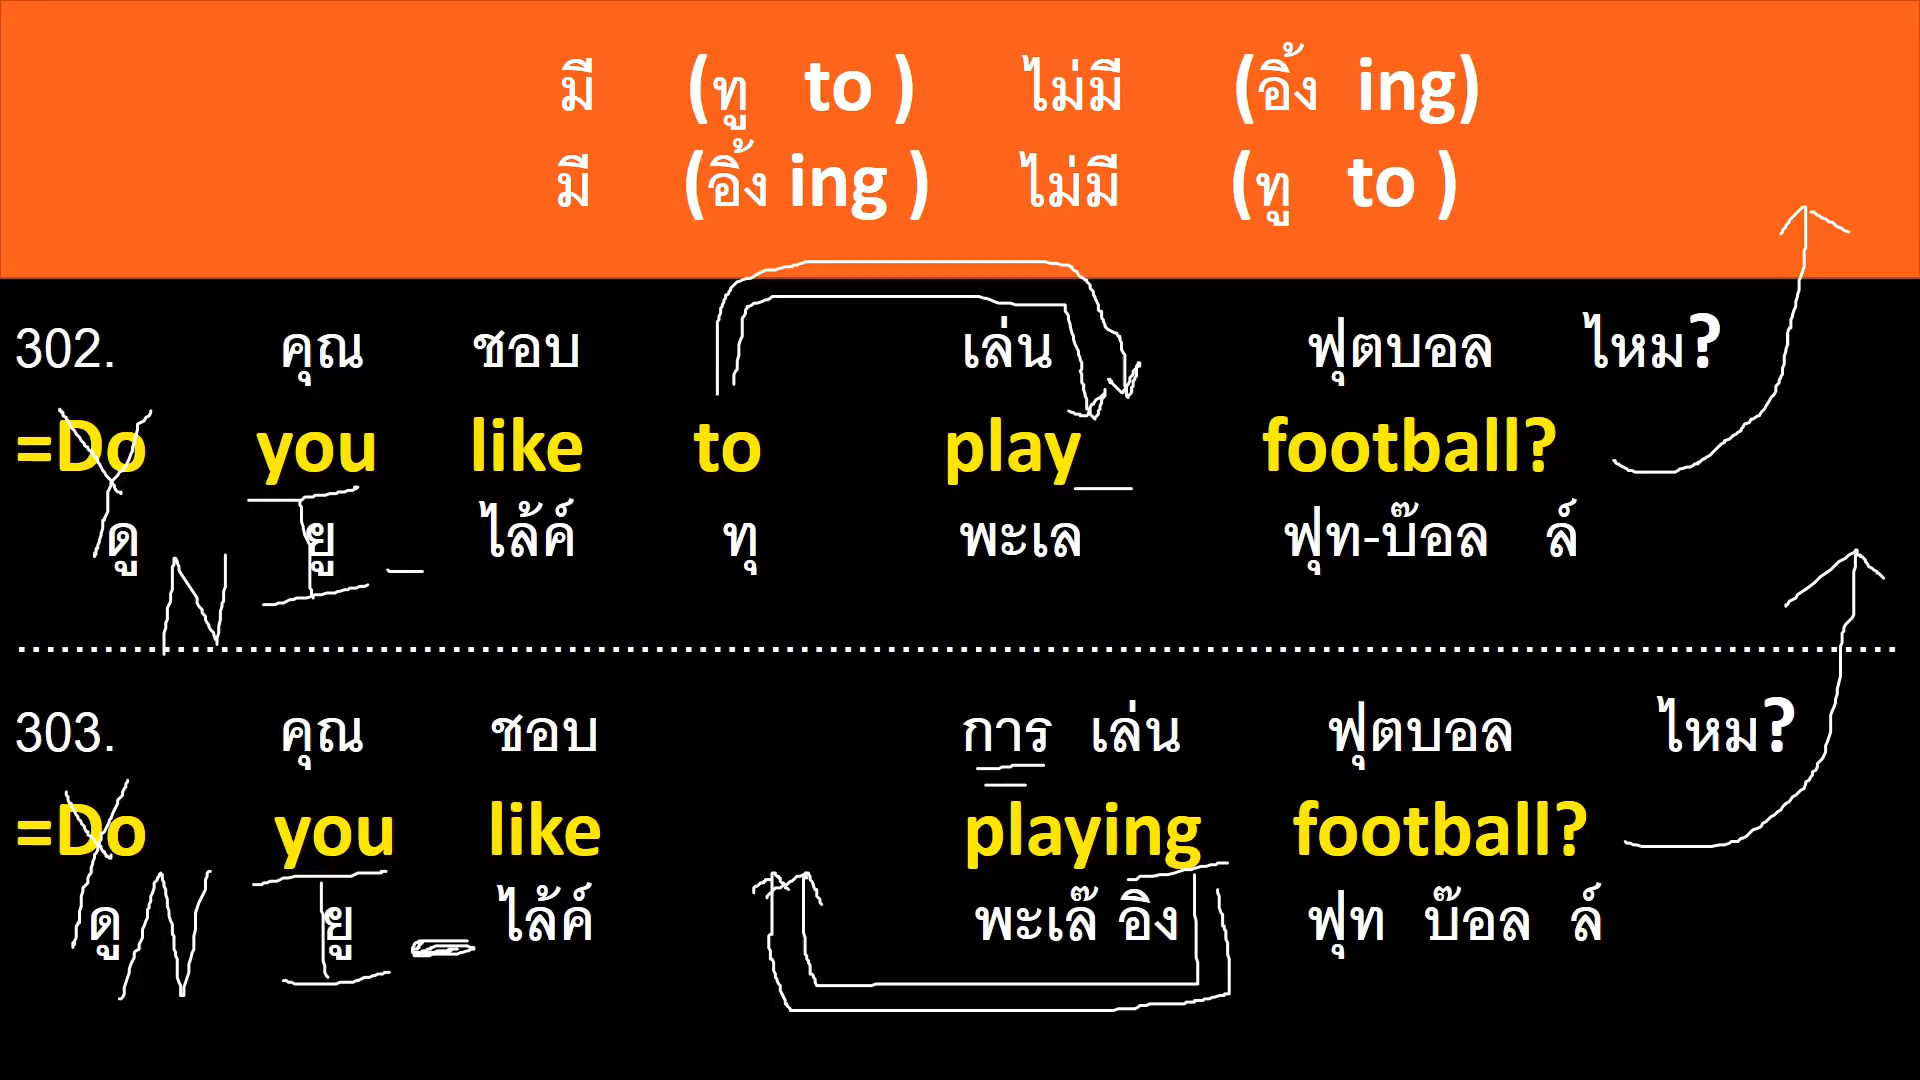 มี (ทู to ) ไม่มี (อิ้ง ing)
มี (อิ้ง ing ) ไม่มี (ทู to )
302. คุณ ชอบ เล่น ฟุตบอล ไหม?
=Do you like to play football?
ดู ยู ไล้ค์ ทุ พะเล ฟุท-บ๊อล ล์
N I
303. คุณ ชอบ การ เล่น ฟุตบอล ไหม?
=Do you like playing football?
ดู ยู ไล้ค์ พะเล๊ อิง ฟุท บ๊อล ล์
N I